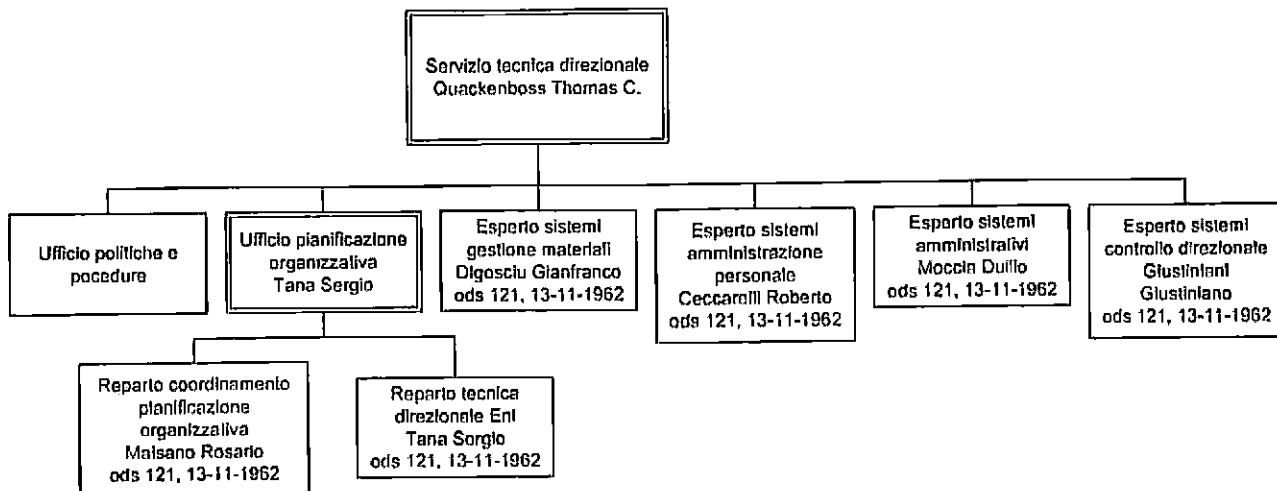 Servizio tecnica direzionale
Quackenboss Thomas C.
Ufficio politiche e
pocedure
Ufficio pianificazione
organizzativa
Tana Sergio
Esperto sistemi
gestione materiali
Digosciu Gianfranco
ods 121, 13-11-1962
Esperto sistemi
amministrazione
personale
Ceccarelli Roberto
ods 121, 13-11-1962
Esperto sistemi
amministrativi
Moccia Duilio
ods 121, 13-11-1962
Esperto sistemi
controllo direzionale
Giustiniani
Giustiniano
ods 121, 13-11-1962
Reparto coordinamento
pianificazione
organizzativa
Maisano Rosario
ods 121, 13-11-1962
Reparto tecnica
direzionale Eni
Tana Sergio
ods 121, 13-11-1962